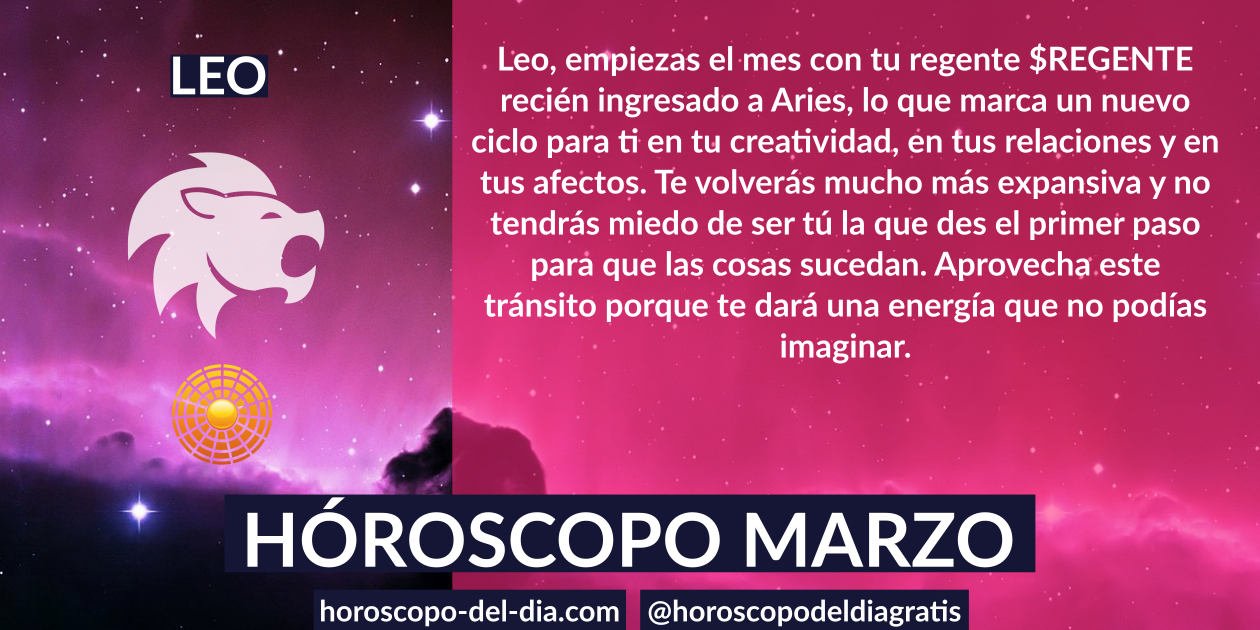 LEO
Leo, empiezas el mes con tu regente $REGENTE
recién ingresado a Aries, lo que marca un nuevo
ciclo para ti en tu creatividad, en tus relaciones y en
tus afectos. Te volverás mucho más expansiva y no
tendrás miedo de ser tú la que des el primer paso
para que las cosas sucedan. Aprovecha este
tránsito porque te dará una energía que no podías
imaginar.
HÓROSCOPO MARZO
horoscopo-del-dia.com @horoscopodeldiagratis